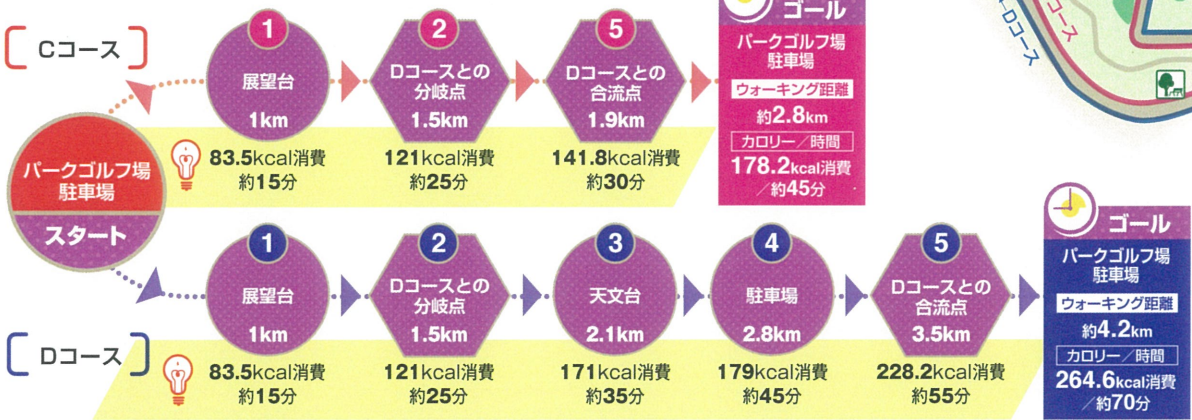 Cコース
パークゴルフ場
駐車場
スタート
1
展望台
1km
83.5kcal消費
約15分
2
Dコースとの
分岐点
1.5km
121kcal消費
約25分
5
Dコースとの
合流点
1.9km
141.8kcal消費
約30分
ゴール
パークゴルフ場
駐車場
ウォーキング距離
約2.8km
カロリー/時間
178.2kcal消費
/約45分
コース
Dコース
Dコース
1
展望台
1km
83.5kcal消費
約15分
2
Dコースとの
分岐点
1.5km
121kcal消費
約25分
3
天文台
2.1km
171kcal消費
約35分
4
駐車場
2.8km
179kcal消費
約45分
5
Dコースとの
合流点
3.5km
228.2kcal消費
約55分
ゴール
パークゴルフ場
駐車場
ウォーキング距離
約4.2km
カロリー/時間
264.6kcal消費
/約70分